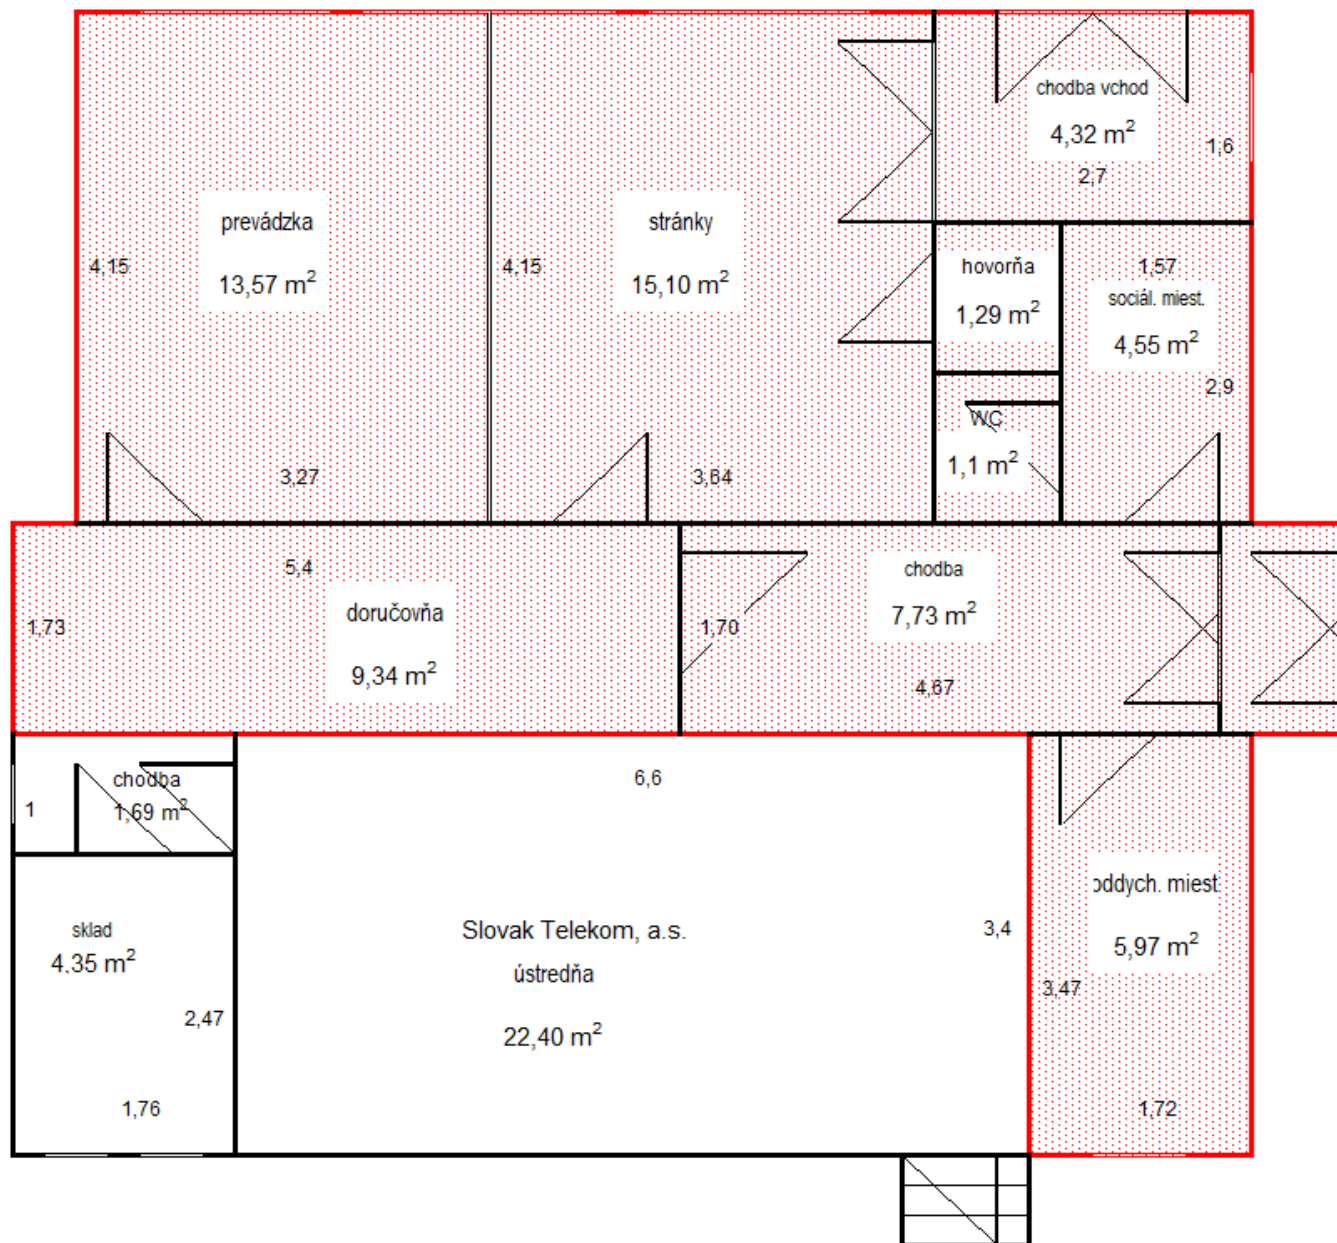 chodba vchod
4,32 m²
1,6
2,7
prevádzka
13,57 m²
4,15
3,27
stránky
15,10 m²
4,15
3,64
hovorňa
1,29 m²
1,57
sociál. miest.
4,55 m²
2,9
WC
1,1 m²
5,4
doručovňa
9,34 m²
1,73
chodba
7,73 m²
1,70
4,67
chodba
1,69 m²
1
6,6
Slovak Telekom, a.s.
ústredňa
22,40 m²
3,4
oddych. miest
5,97 m²
3,47
1,72
sklad
4,35 m²
2,47
1,76